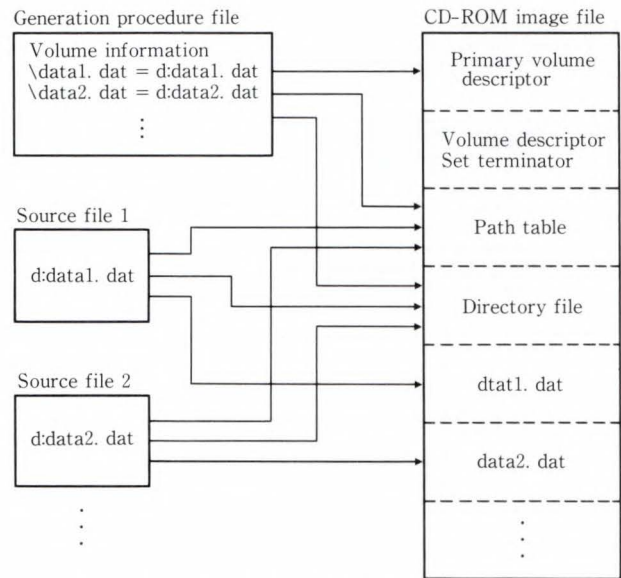 Generation procedure file
Volume information
\data1. dat = d:data1. dat
\data2. dat = d:data2. dat
⋮
Source file 1
d:data1. dat
Source file 2
d:data2. dat
⋮
CD-ROM image file
Primary volume
descriptor
Volume descriptor
Set terminator
Path table
Directory file
dtat1. dat
data2. dat
⋮